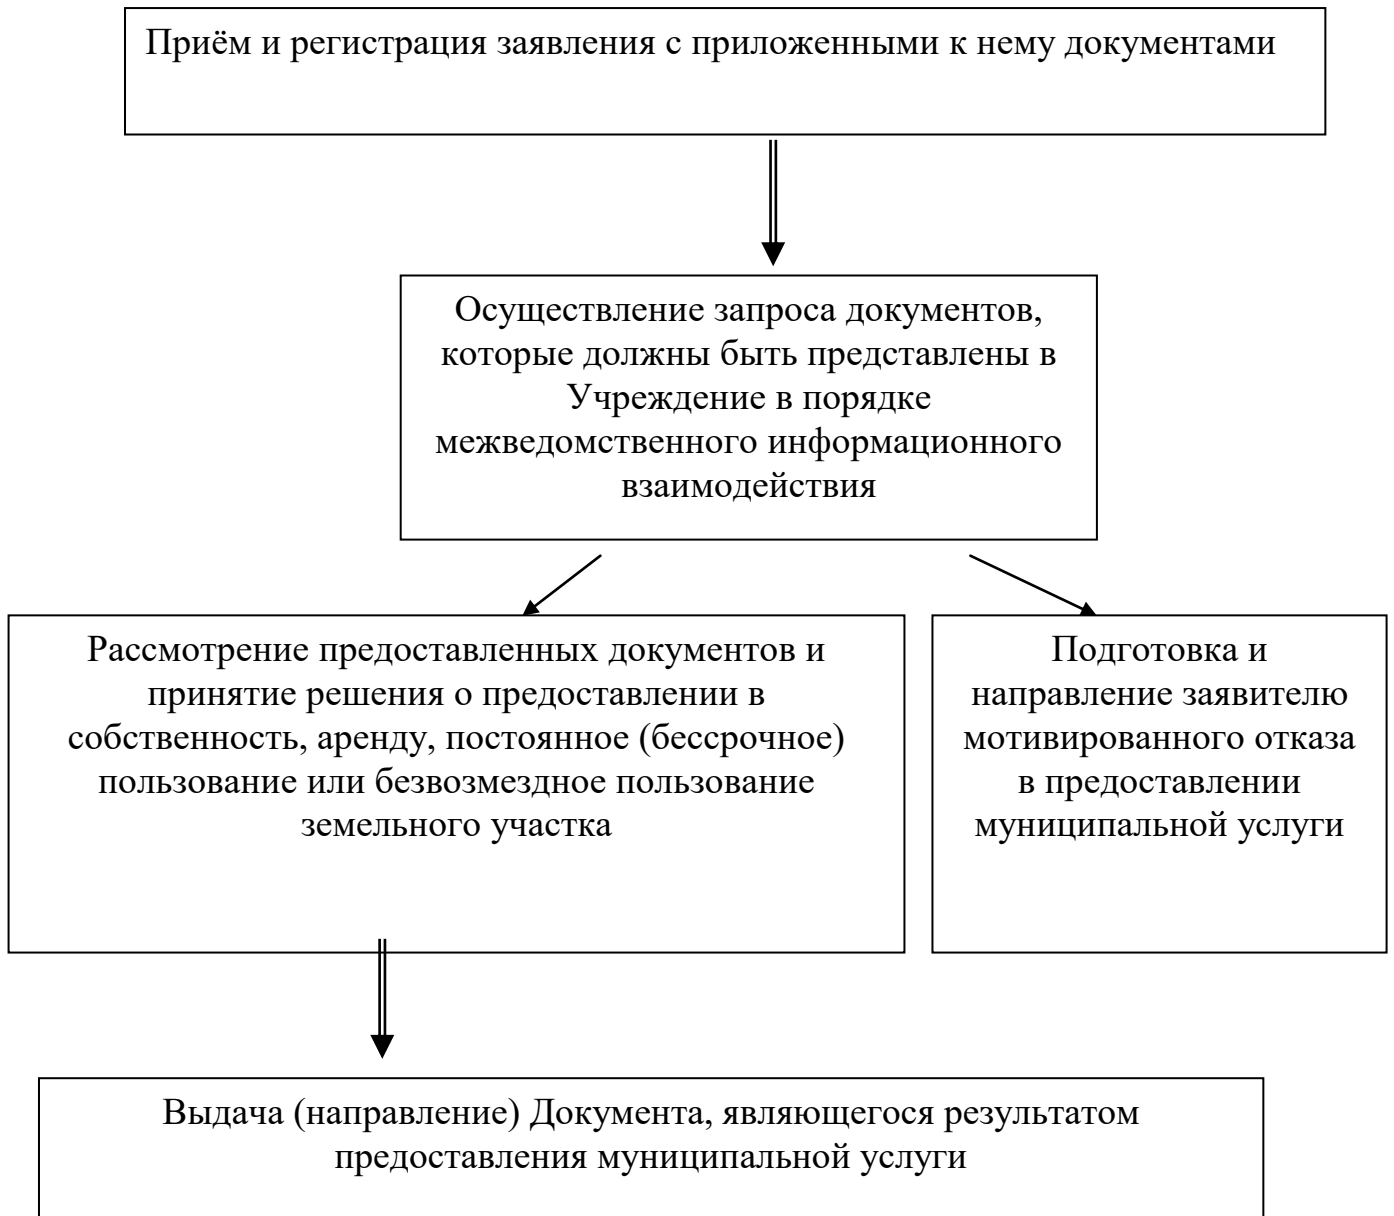 Приём и регистрация заявления с приложенными к нему документами
Осуществление запроса документов,
которые должны быть представлены в
Учреждение в порядке
межведомственного информационного
взаимодействия
Рассмотрение предоставленных документов и
принятие решения о предоставлении в
собственность, аренду, постоянное (бессрочное)
пользование или безвозмездное пользование
земельного участка
Подготовка и
направление заявителю
мотивированного отказа
в предоставлении
муниципальной услуги
Выдача (направление) Документа, являющегося результатом
предоставления муниципальной услуги